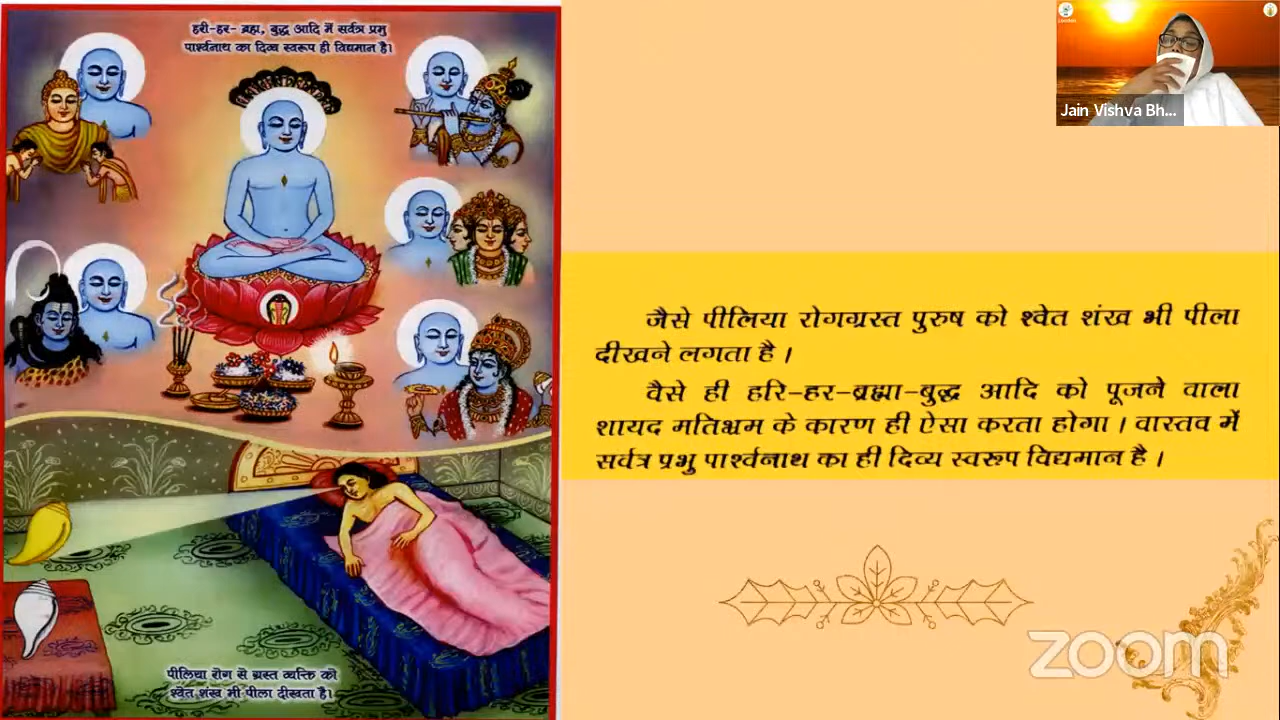 हरी-हर- ब्रह्म, बुद्ध आदि में सर्वत्र प्रभु
पार्श्वनाथ का दिव्य स्वरूप ही विद्यमान है।
पीलिया रोग से ग्रस्त व्यक्ति को
श्वेत शंख भी पीला दीखता है।
जैसे पीलिया रोगग्रस्त पुरुष को श्वेत शंख भी पीला
दीखने लगता है ।
वैसे ही हरि-हर-ब्रह्मा-बुद्ध आदि को पूजने वाला
शायद मतिभ्रम के कारण ही ऐसा करता होगा । वास्तव में
सर्वत्र प्रभु पार्श्वनाथ का ही दिव्य स्वरूप विद्यमान है ।
Jain Vishva Bh...
zoom